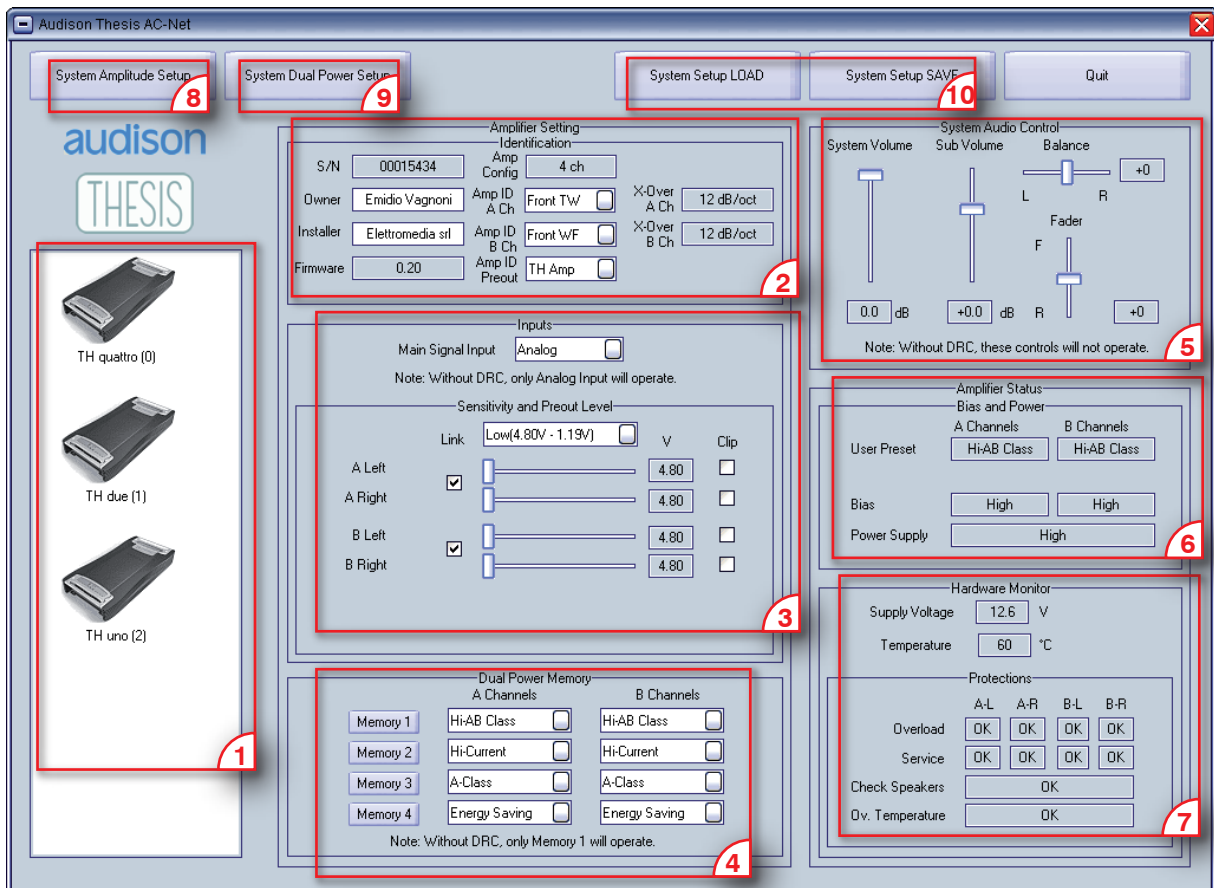 Audison Thesis AC-Net
System Amplitude Setup
8
System Dual Power Setup
9
System Setup LOAD
System Setup SAVE
10
Quit
audison
THESIS
TH quattro (0)
TH due (1)
TH uno (2)
1
Amplifier Setting
Identification
S/N 00015434 Amp Config 4 ch
Owner Emidio Vagnoni Amp ID A Ch Front TW X-Over A Ch 12 dB/oct
Installer Elettromedia srl Amp ID B Ch Front WF X-Over B Ch 12 dB/oct
Firmware 0.20 Amp ID Preout TH Amp
2
Inputs
Main Signal Input Analog
Note: Without DRC, only Analog Input will operate.
Sensitivity and Preout Level
Link Low(4.80V - 1.19V) V Clip
A Left 4.80
A Right 4.80
B Left 4.80
B Right 4.80
3
Dual Power Memory
A Channels B Channels
Memory 1 Hi-AB Class Hi-AB Class
Memory 2 Hi-Current Hi-Current
Memory 3 A-Class A-Class
Memory 4 Energy Saving Energy Saving
Note: Without DRC, only Memory 1 will operate.
4
System Audio Control
System Volume Sub Volume Balance
+0
L R
Fader
F
0.0 dB +0.0 dB R +0
Note: Without DRC, these controls will not operate.
5
Amplifier Status
Bias and Power
A Channels B Channels
User Preset Hi-AB Class Hi-AB Class
Bias High High
Power Supply High
6
Hardware Monitor
Supply Voltage 12.6 V
Temperature 60 °C
Protections
A-L A-R B-L B-R
Overload OK OK OK OK
Service OK OK OK OK
Check Speakers OK
Ov. Temperature OK
7